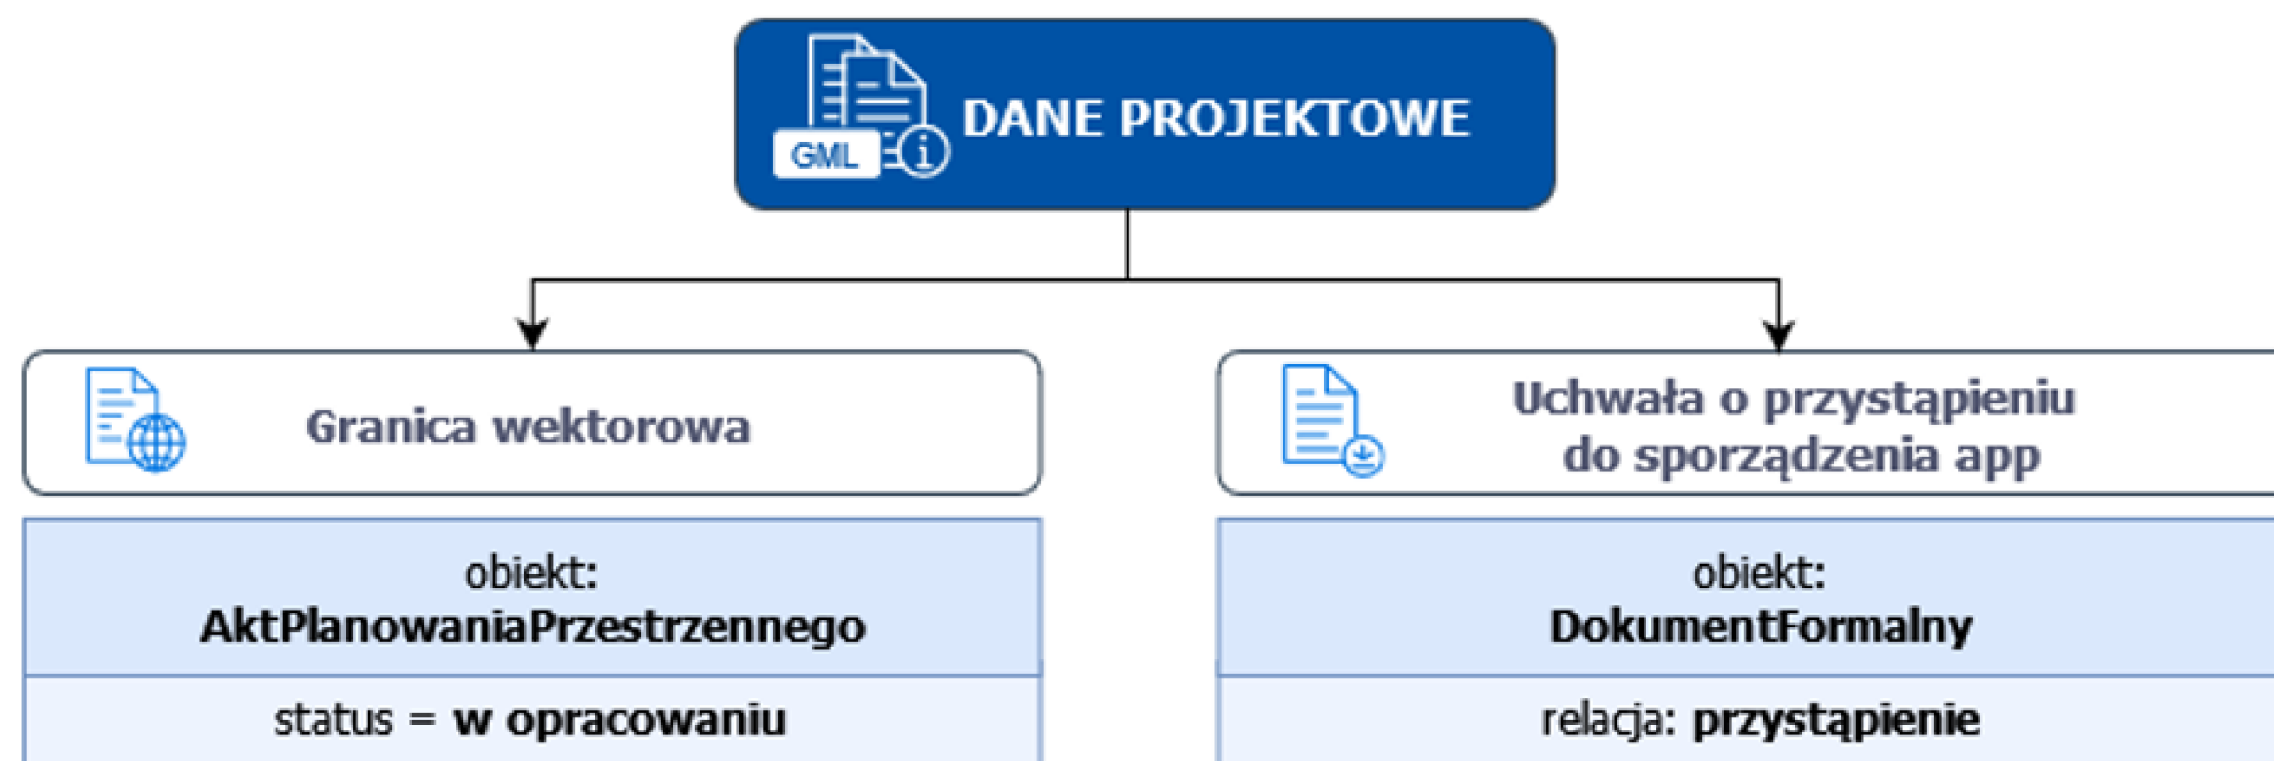 DANE PROJEKTOWE
GML
Granica wektorowa
Uchwała o przystąpieniu
do sporządzenia app
obiekt:
AktPlanowaniaPrzestrzennego
status = w opracowaniu
obiekt:
DokumentFormalny
relacja: przystąpienie